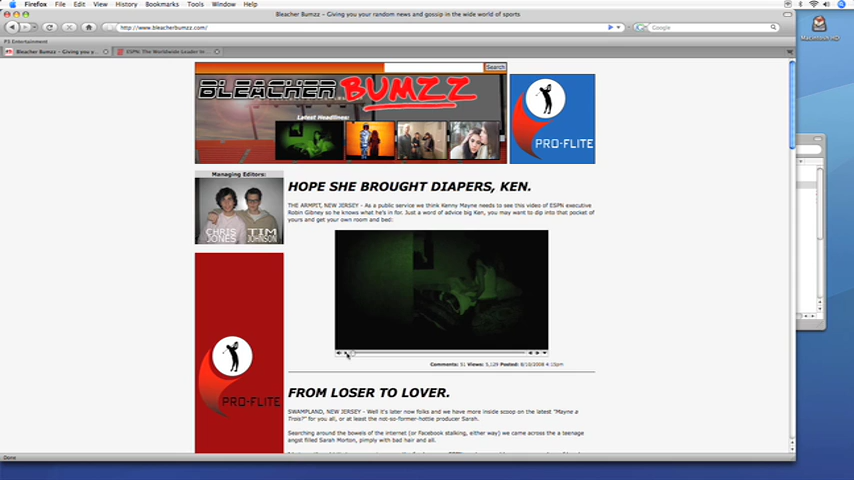 Firefox File Edit View History Bookmarks Tools Window Help
Bleacher Bumzz – Giving you your random news and gossip in the wide world of sports
http://www.bleacherbumzz.com/
Google
P3 Entertainment
Bleacher Bumzz – Giving you y...
ESPN: The Worldwide Leader In...
Macintosh HD
Search
BLEACHER BUMZZ
Latest Headlines:
PRO-FLITE
Managing Editors:
CHRIS JONES
TIM JOHNSON
HOPE SHE BROUGHT DIAPERS, KEN.
THE ARMPIT, NEW JERSEY - As a public service we think Kenny Mayne needs to see this video of ESPN executive
Robin Gibney so he knows what he's in for. Just a word of advice big Ken, you may want to dip into that pocket of
yours and get your own room and bed:
Comments: 51 Views: 5,129 Posted: 8/10/2008 4:15pm
PRO-FLITE
FROM LOSER TO LOVER.
SWAMPLAND, NEW JERSEY - Well it's later now folks and we have more inside scoop on the latest "Mayne a
Trois?" for you all, or at least the not-so-former-hottie producer Sarah.
Searching around the bowels of the internet (or Facebook stalking, either way) we came across the a teenage
angst filled Sarah Morton, pimply with bad hair and all.
Done